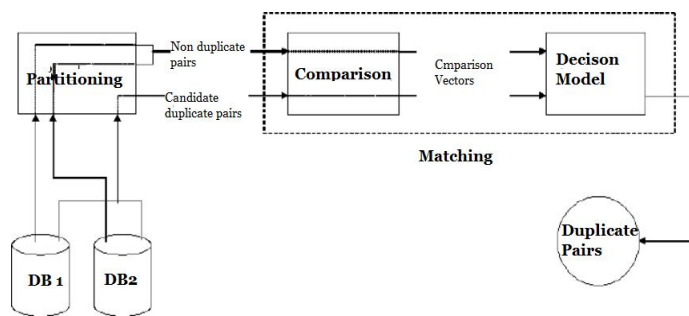 Non duplicate
pairs
Partitioning
Candidate
duplicate pairs
Comparison
Cmparison
Vectors
Decison
Model
Matching
DB 1
DB2
Duplicate
Pairs